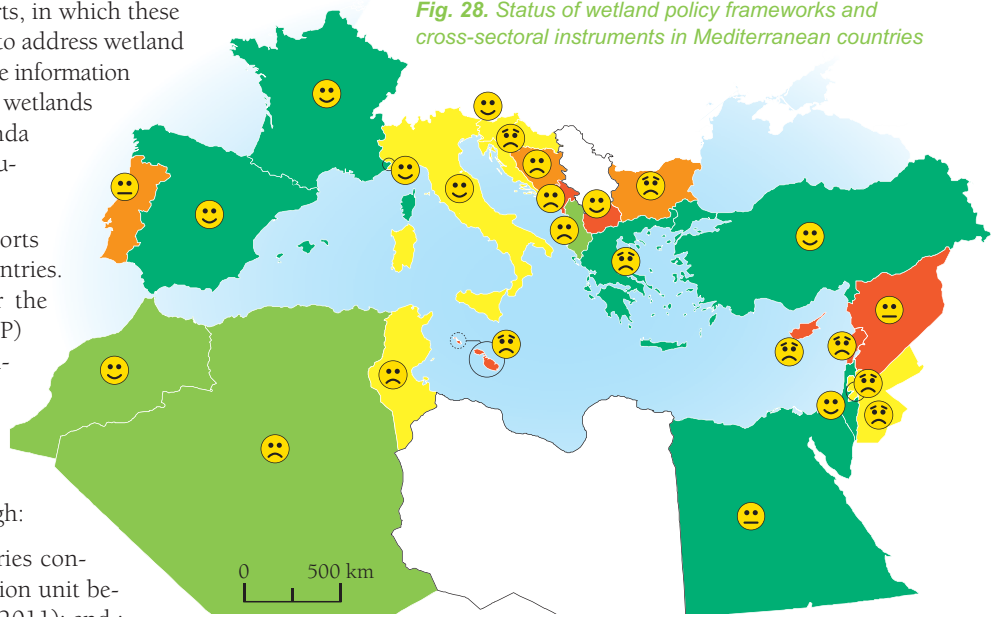 Fig. 28. Status of wetland policy frameworks and
cross-sectoral instruments in Mediterranean countries
rts, in which these
to address wetland
e information
wetlands
nda
u-
orts
ntries.
r the
P)
-
gh:
ries con-
ion unit be-
2011); and
0 500 km